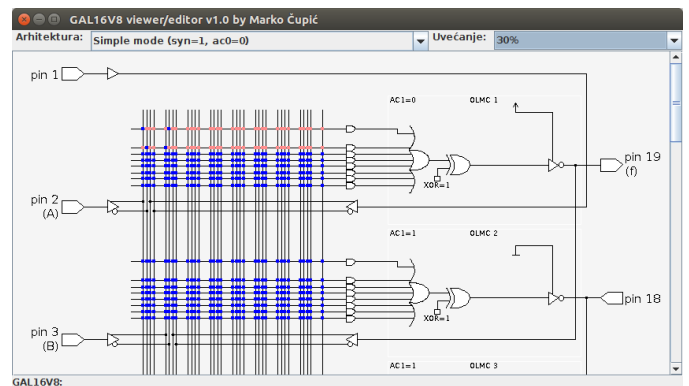 GAL16V8 viewer/editor v1.0 by Marko Čupić
Arhitektura: Simple mode (syn=1, ac0=0) Uvećanje: 30%
pin 1
AC1=0 OLMC 1
pin 19
(f)
XOR=1
pin 2
(A)
AC1=1 OLMC 2
pin 18
XOR=1
pin 3
(B)
AC1=1 OLMC 3
GAL16V8: